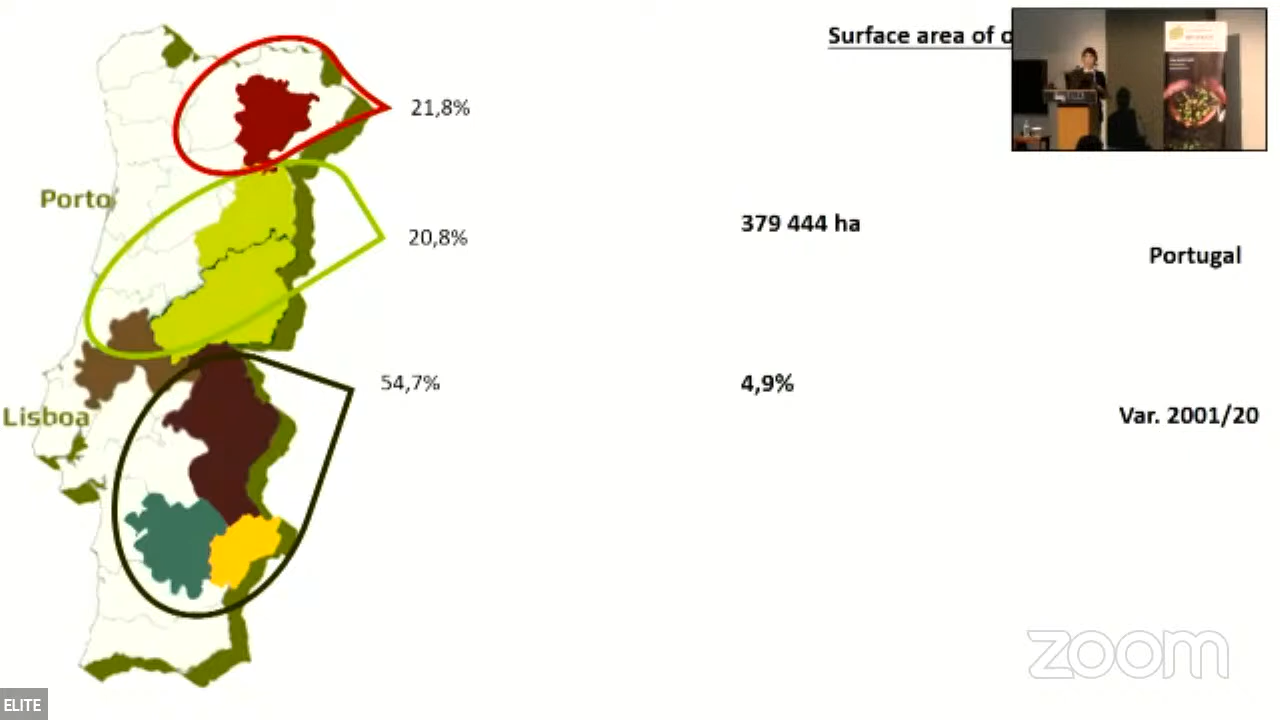 Surface area of
21,8%
Porto
379 444 ha
20,8%
Portugal
54,7%
4,9%
Lisboa
Var. 2001/20
zoom
ELITE